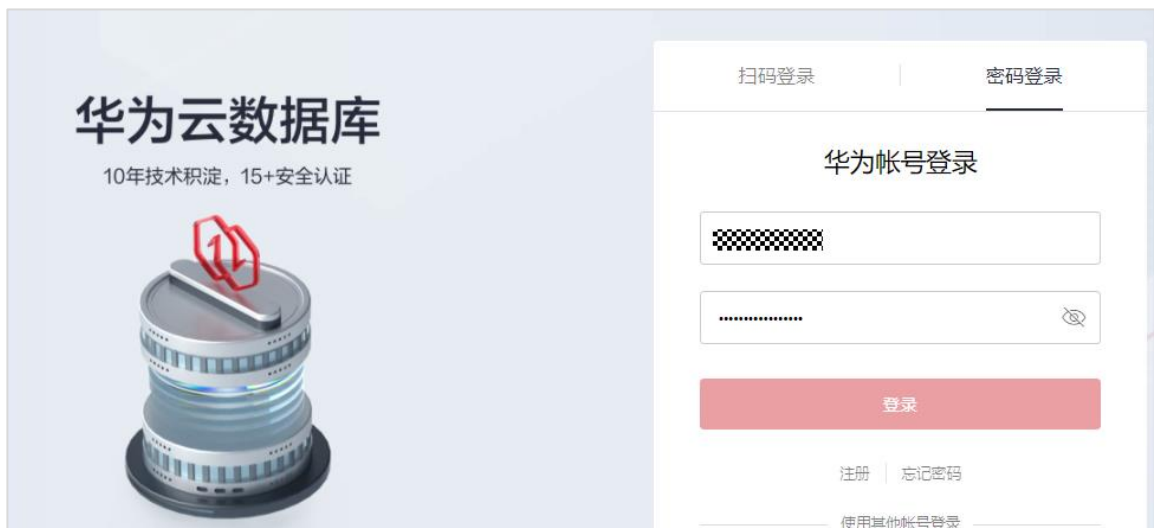 华为云数据库
10年技术积淀，15+安全认证
扫码登录
密码登录
华为帐号登录
登录
注册
忘记密码
使用其他帐号登录